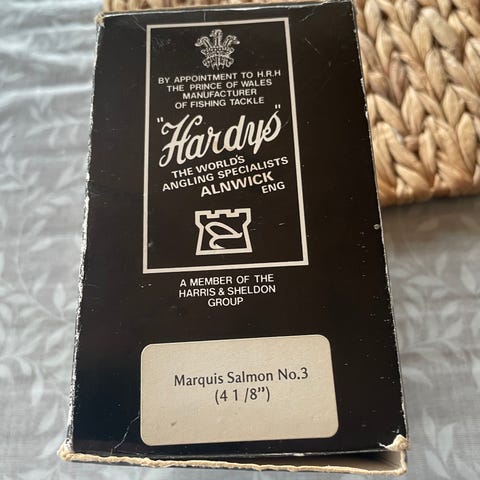 BY APPOINTMENT TO H.R.H
THE PRINCE OF WALES
MANUFACTURER
OF FISHING TACKLE
"Hardys"
THE WORLD'S
ANGLING SPECIALISTS
ALNWICK
ENG
A MEMBER OF THE
HARRIS & SHELDON
GROUP
Marquis Salmon No.3
(4 1 /8")